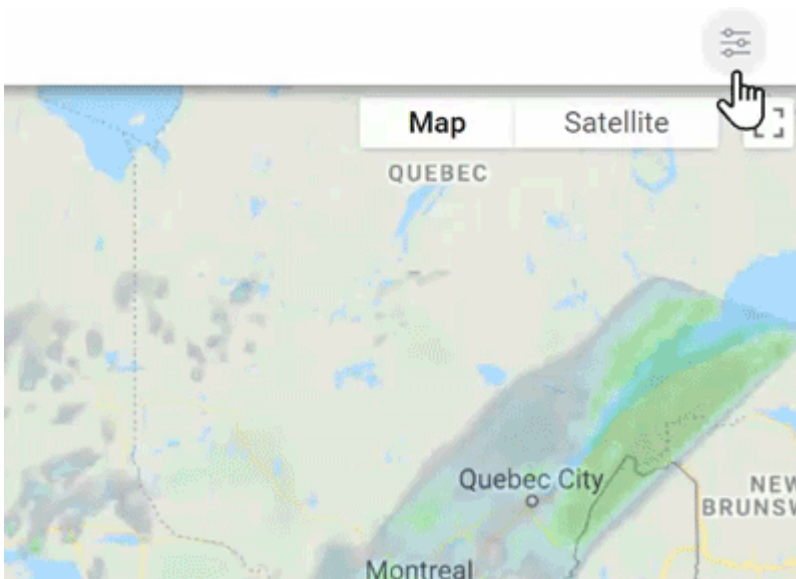 Map
Satellite
QUEBEC
Quebec City
NEW
BRUNSW
Montreal